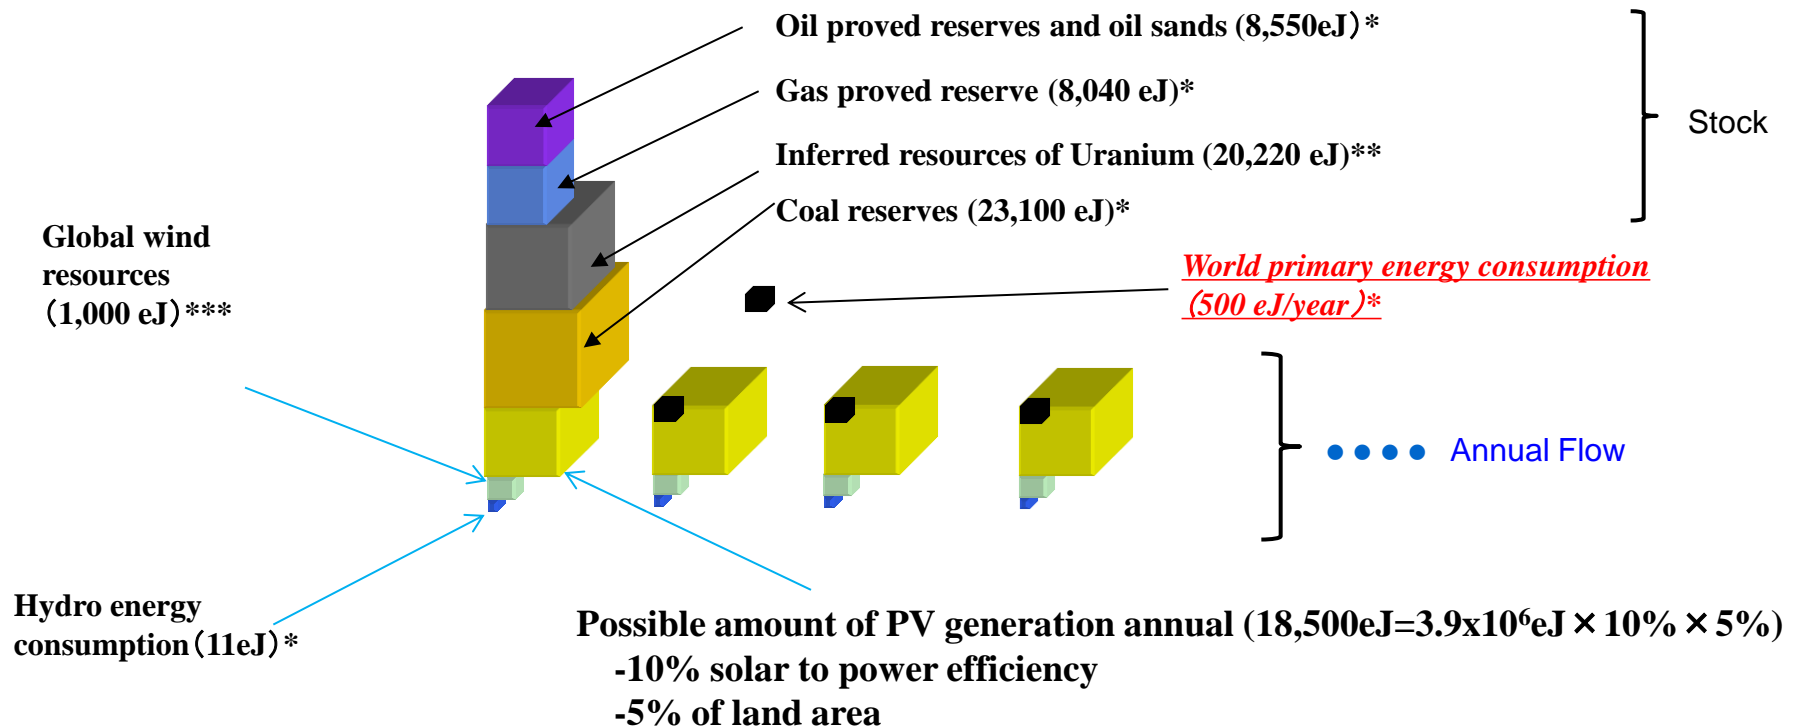 Oil proved reserves and oil sands (8,550eJ）*
Gas proved reserve (8,040 eJ)*
Stock
Inferred resources of Uranium (20,220 eJ)**
Coal reserves (23,100 eJ)*
Global wind
resources
（1,000 eJ）***
World primary energy consumption
（500 eJ/year）*
●●●● Annual Flow
Hydro energy
consumption（11eJ）*
Possible amount of PV generation annual (18,500eJ=3.9x10⁶eJ×10%×5%)
-10% solar to power efficiency
-5% of land area